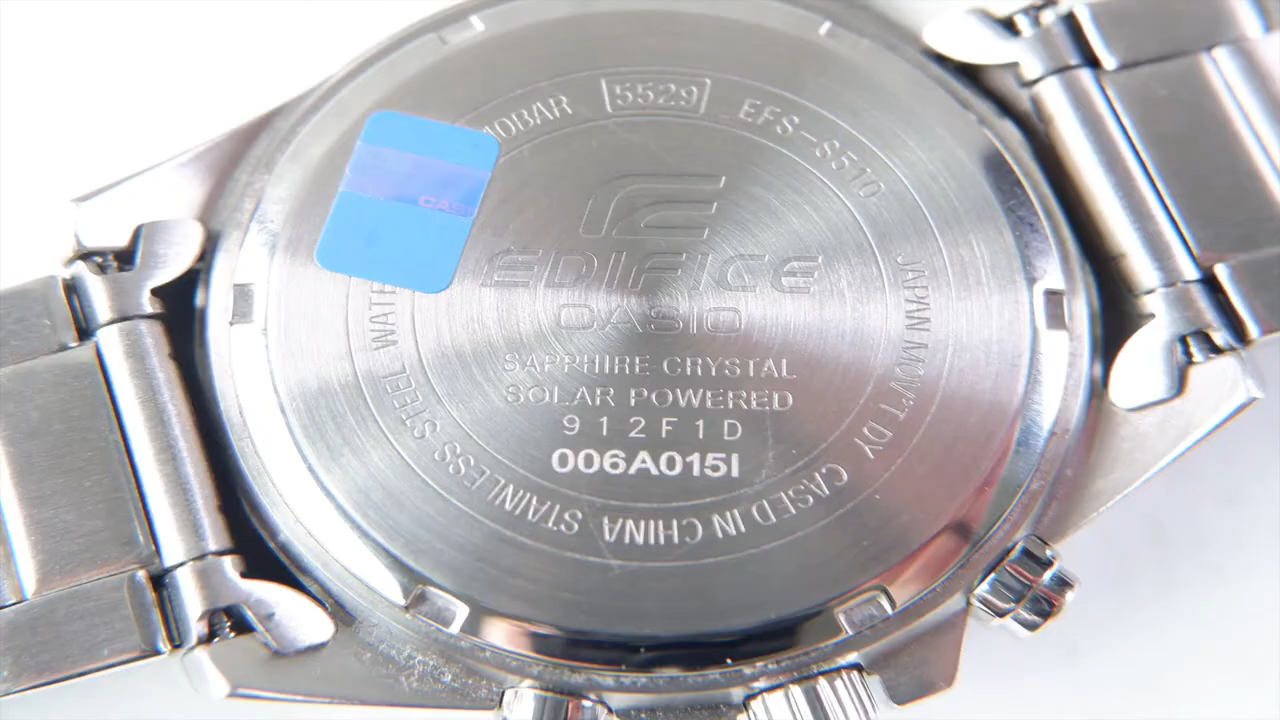 10BAR
5529
EFS-S510
JAPAN MOV'T DY
CASED IN CHINA
STAINLESS STEEL
EDIFICE
CASIO
SAPPHIRE CRYSTAL
SOLAR POWERED
912F1D
006A015I